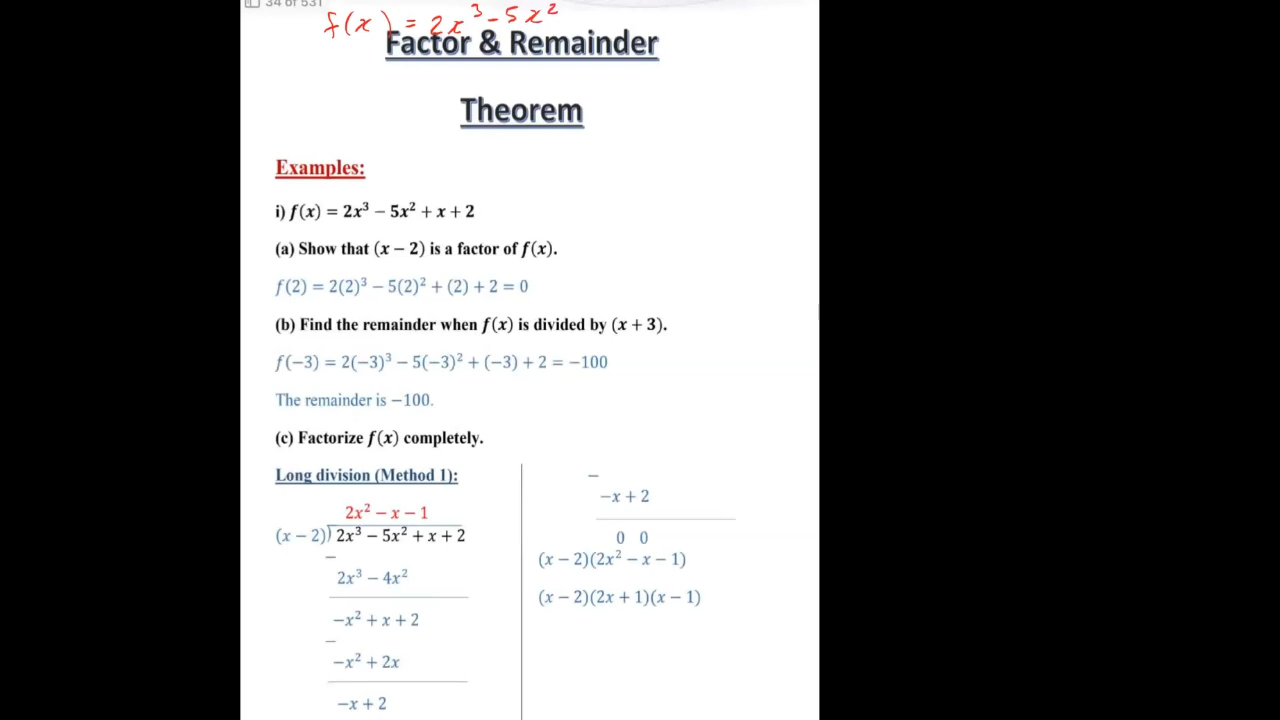 34 of 531
f(x) = 2x³ - 5x²
Factor & Remainder
Theorem
Examples:
i) f(x) = 2x³ − 5x² + x + 2
(a) Show that (x − 2) is a factor of f(x).
f(2) = 2(2)³ − 5(2)² + (2) + 2 = 0
(b) Find the remainder when f(x) is divided by (x + 3).
f(−3) = 2(−3)³ − 5(−3)² + (−3) + 2 = −100
The remainder is −100.
(c) Factorize f(x) completely.
Long division (Method 1):
2x² − x − 1
(x − 2)) 2x³ − 5x² + x + 2
−
2x³ − 4x²
−x² + x + 2
−
−x² + 2x
−x + 2
−
−x + 2
0 0
(x − 2)(2x² − x − 1)
(x − 2)(2x + 1)(x − 1)